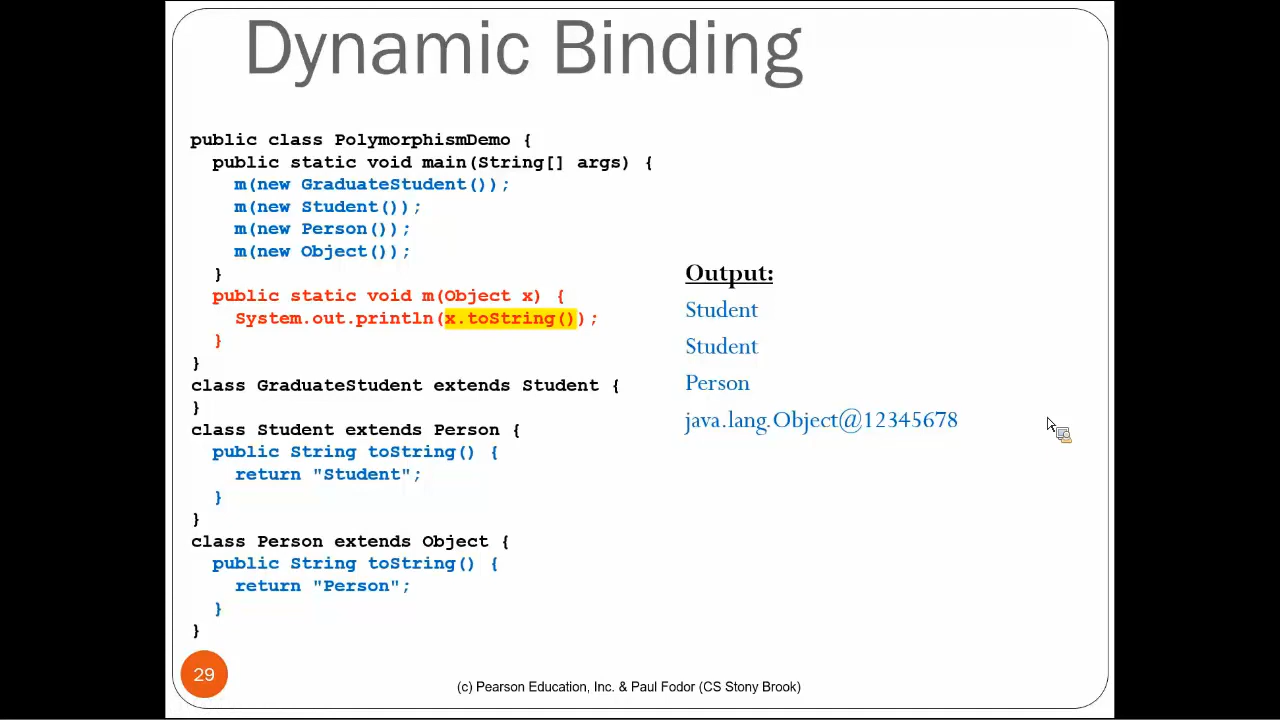 Dynamic Binding
public class PolymorphismDemo {
public static void main(String[] args) {
m(new GraduateStudent());
m(new Student());
m(new Person());
m(new Object());
}
public static void m(Object x) {
System.out.println(x.toString());
}
}
class GraduateStudent extends Student {
}
class Student extends Person {
public String toString() {
return "Student";
}
}
class Person extends Object {
public String toString() {
return "Person";
}
}
Output:
Student
Student
Person
java.lang.Object@12345678
29
(c) Pearson Education, Inc. & Paul Fodor (CS Stony Brook)